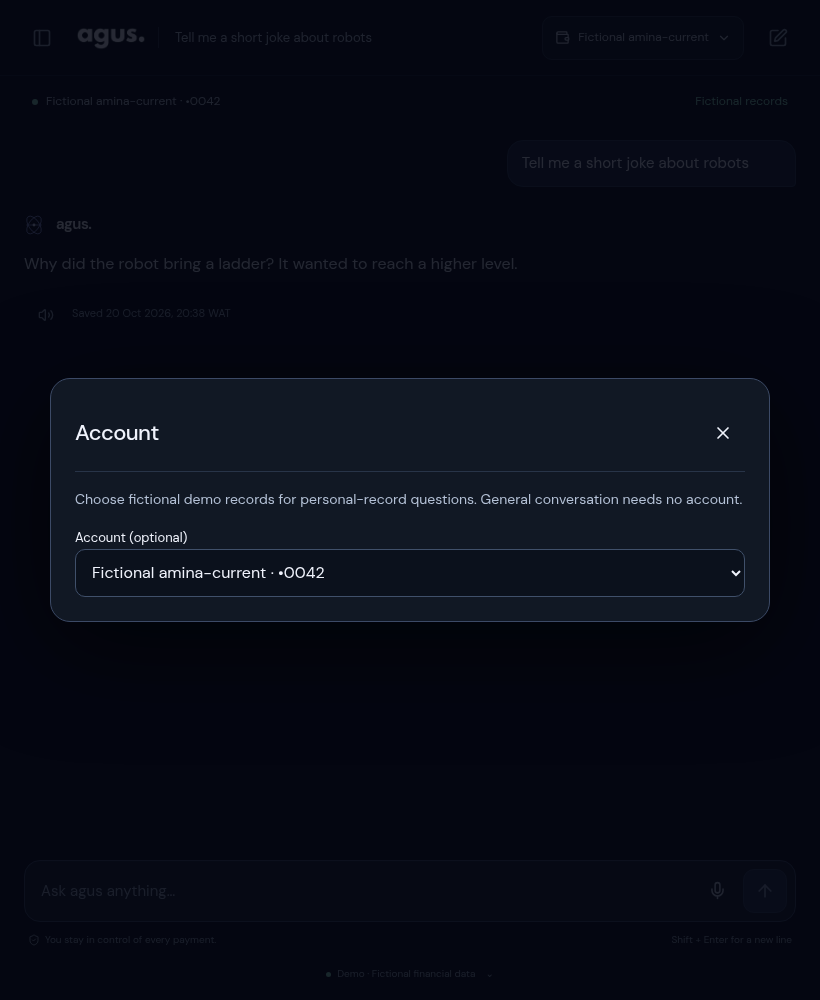 agus.
Tell me a short joke about robots
Fictional amina-current
Fictional amina-current · •0042
Fictional records
Tell me a short joke about robots
agus.
Why did the robot bring a ladder? It wanted to reach a higher level.
Saved 20 Oct 2026, 20:38 WAT
Account
Choose fictional demo records for personal-record questions. General conversation needs no account.
Account (optional)
Fictional amina-current · •0042
Ask agus anything...
You stay in control of every payment.
Shift + Enter for a new line
Demo · Fictional financial data